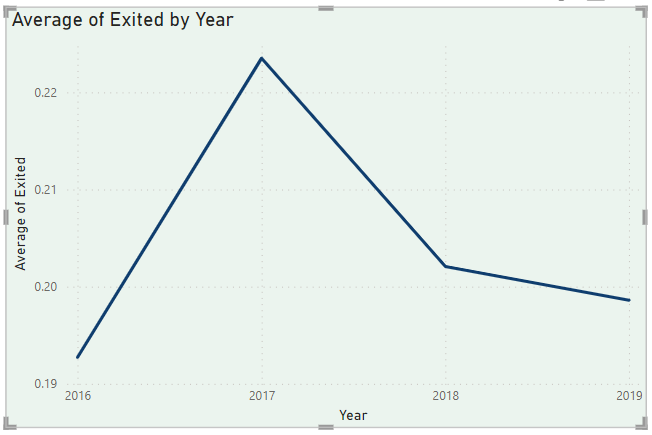 Average of Exited by Year
Average of Exited
0.22
0.21
0.20
0.19
2016 2017 2018 2019
Year